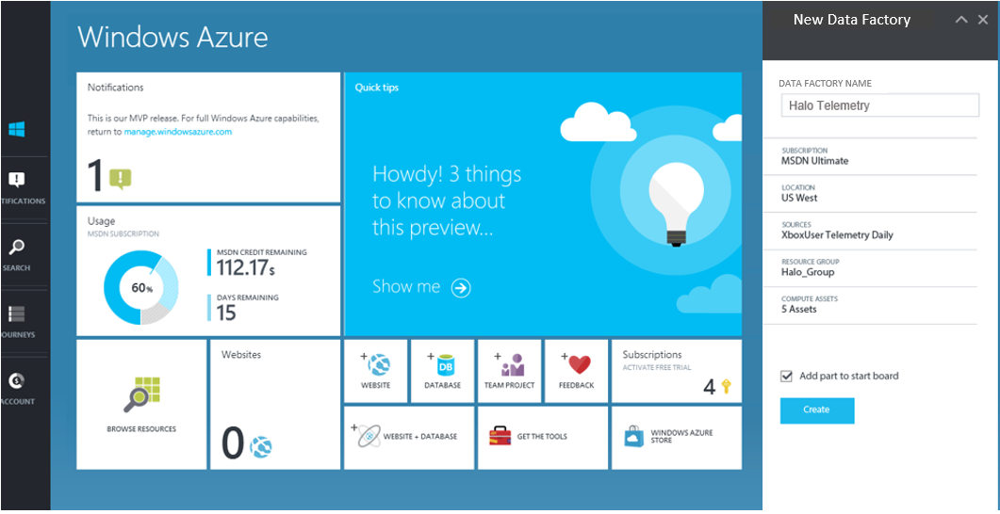 Windows Azure
TIFICATIONS
SEARCH
OURNEYS
ACCOUNT
$
Notifications
This is our MVP release. For full Windows Azure capabilities,
return to manage.windowsazure.com
1
!
Usage
MSDN SUBSCRIPTION
60%
MSDN CREDIT REMAINING
112.17$
DAYS REMAINING
15
Quick tips
Howdy! 3 things
to know about
this preview...
Show me
BROWSE RESOURCES
Websites
0
+
WEBSITE
+
DB
DATABASE
+
TEAM PROJECT
+
FEEDBACK
Subscriptions
ACTIVATE FREE TRIAL
4
+
WEBSITE + DATABASE
GET THE TOOLS
WINDOWS AZURE
STORE
New Data Factory
DATA FACTORY NAME
Halo Telemetry
SUBSCRIPTION
MSDN Ultimate
LOCATION
US West
SOURCES
XboxUser Telemetry Daily
RESOURCE GROUP
Halo_Group
COMPUTE ASSETS
5 Assets
Add part to start board
Create